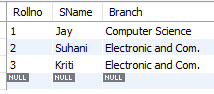 Rollno SName Branch
1 Jay Computer Science
2 Suhani Electronic and Com.
3 Kriti Electronic and Com.
NULL NULL NULL